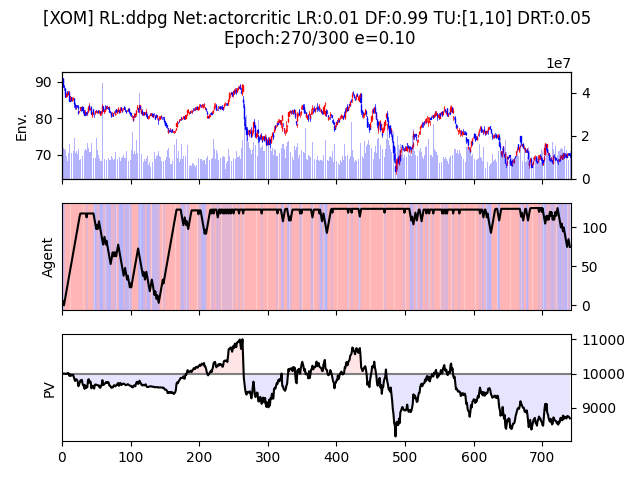 [XOM] RL:ddpg Net:actorcritic LR:0.01 DF:0.99 TU:[1,10] DRT:0.05
Epoch:270/300 e=0.10
1e7
Env.
90
80
70
4
2
0
Agent
100
50
0
PV
11000
10000
9000
0 100 200 300 400 500 600 700